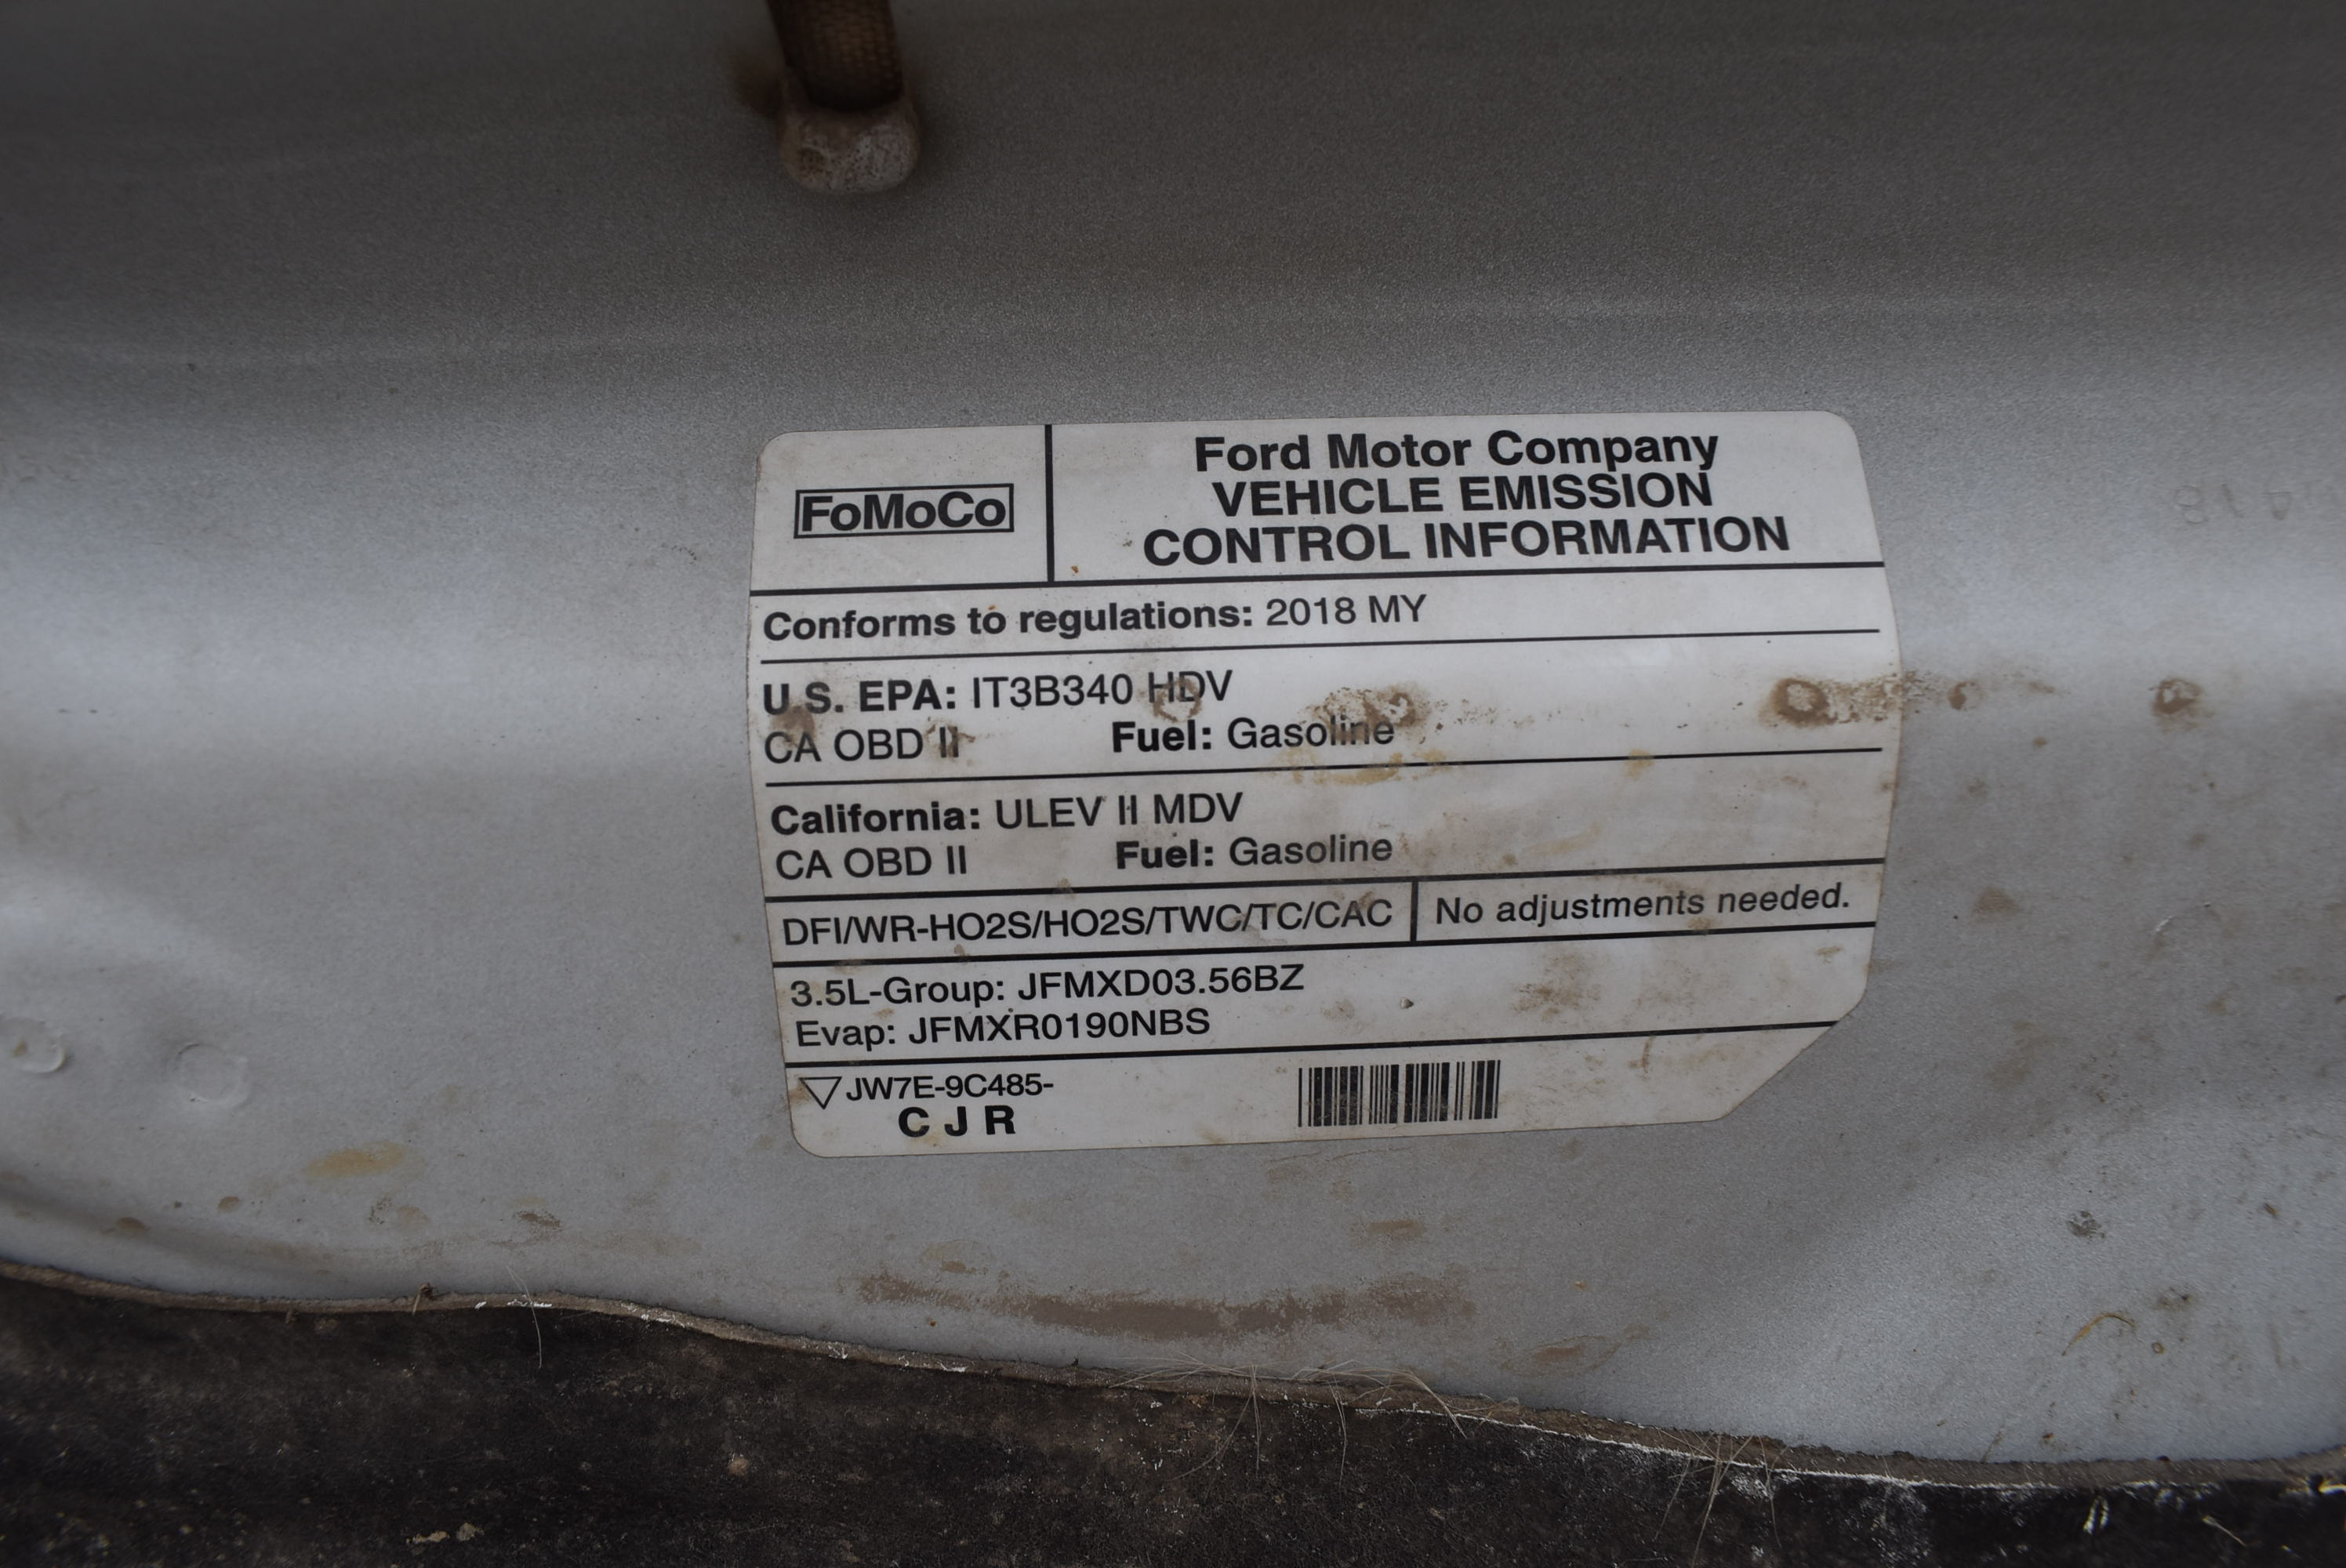 FoMoCo
Ford Motor Company
VEHICLE EMISSION
CONTROL INFORMATION
Conforms to regulations: 2018 MY
U.S. EPA: IT3B340 HDV
CA OBD II Fuel: Gasoline
California: ULEV II MDV
CA OBD II Fuel: Gasoline
DFI/WR-HO2S/HO2S/TWC/TC/CAC No adjustments needed.
3.5L-Group: JFMXD03.56BZ
Evap: JFMXR0190NBS
JW7E-9C485-
C J R